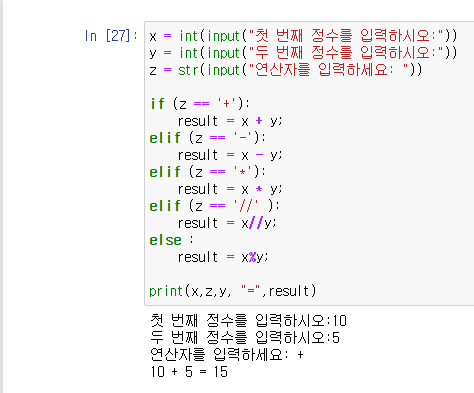 In [27]: x = int(input("첫 번째 정수를 입력하시오:"))
y = int(input("두 번째 정수를 입력하시오:"))
z = str(input("연산자를 입력하세요: "))

if (z == '+'):
    result = x + y;
elif (z == '-'):
    result = x - y;
elif (z == '*'):
    result = x * y;
elif (z == '//' ):
    result = x//y;
else :
    result = x%y;

print(x,z,y, "=",result)
첫 번째 정수를 입력하시오:10
두 번째 정수를 입력하시오:5
연산자를 입력하세요: +
10 + 5 = 15